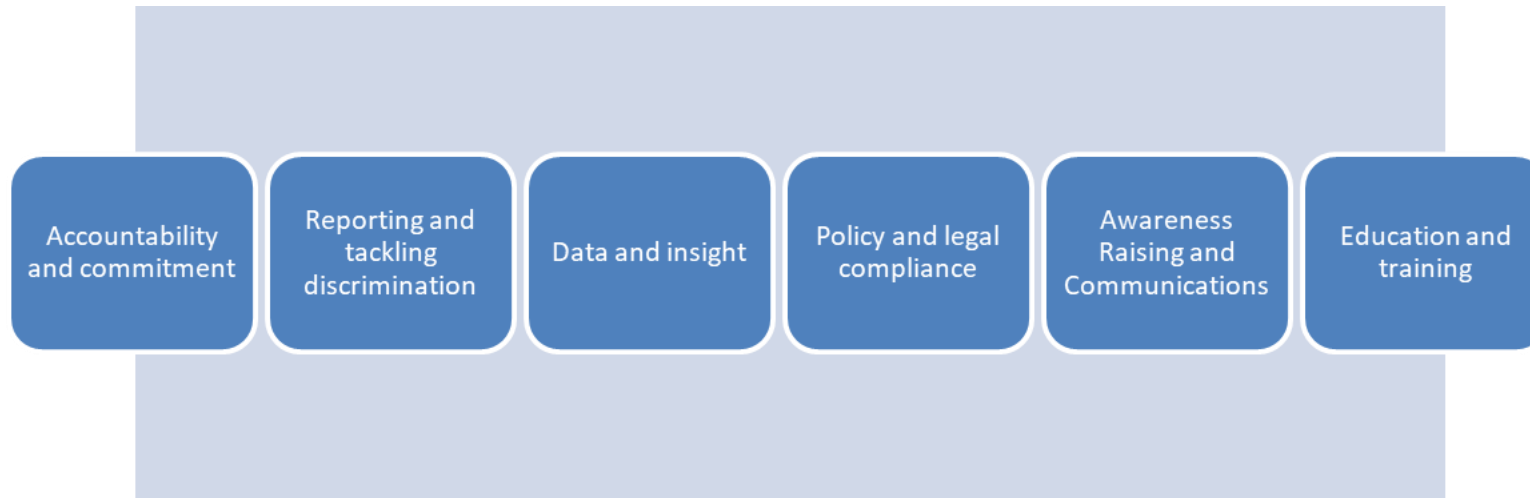 Accountability
and commitment
Reporting and
tackling
discrimination
Data and insight
Policy and legal
compliance
Awareness
Raising and
Communications
Education and
training